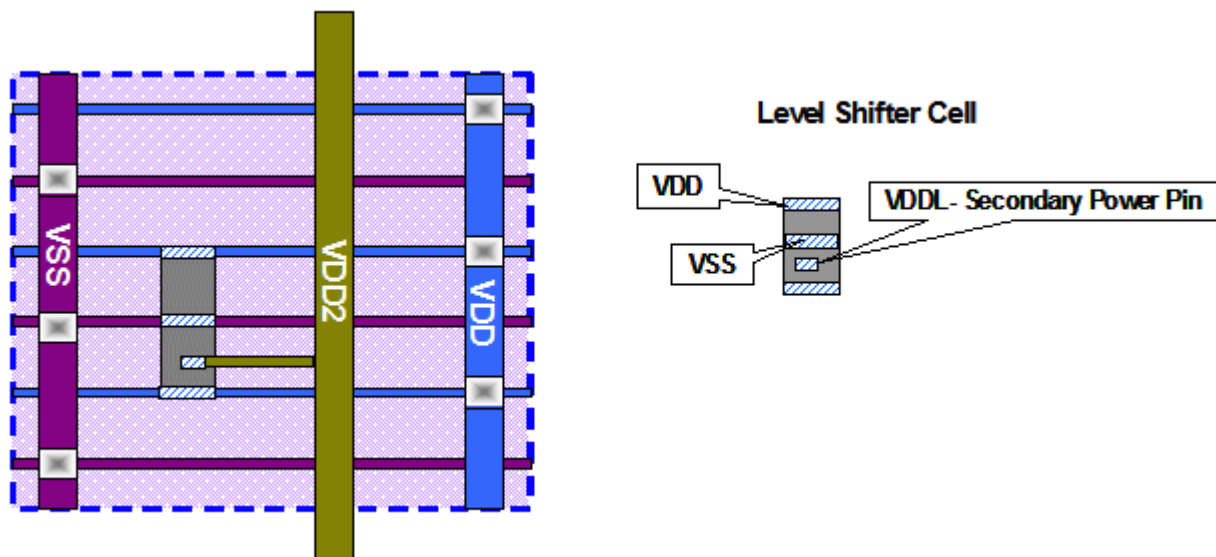 VSS
VDD2
VDD
Level Shifter Cell
VDD
VDDL- Secondary Power Pin
VSS